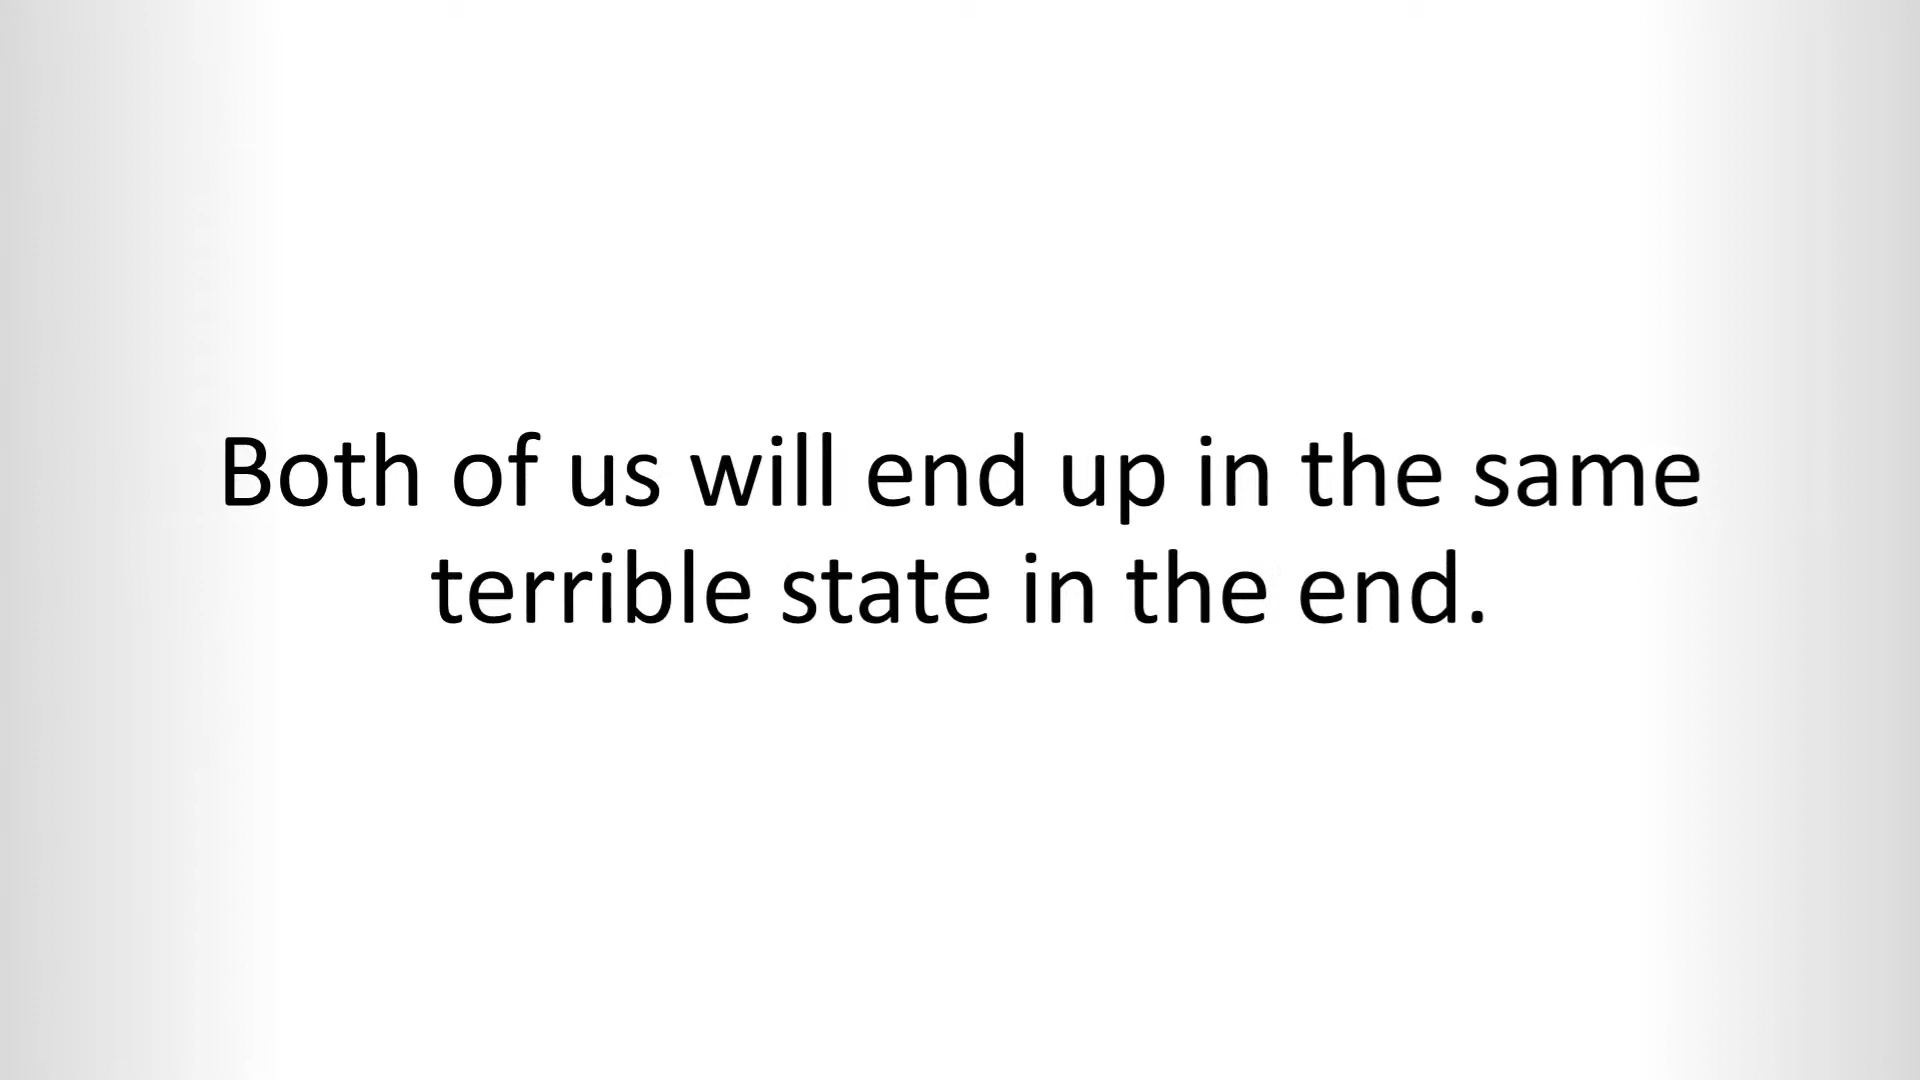 Both of us will end up in the same
terrible state in the end.